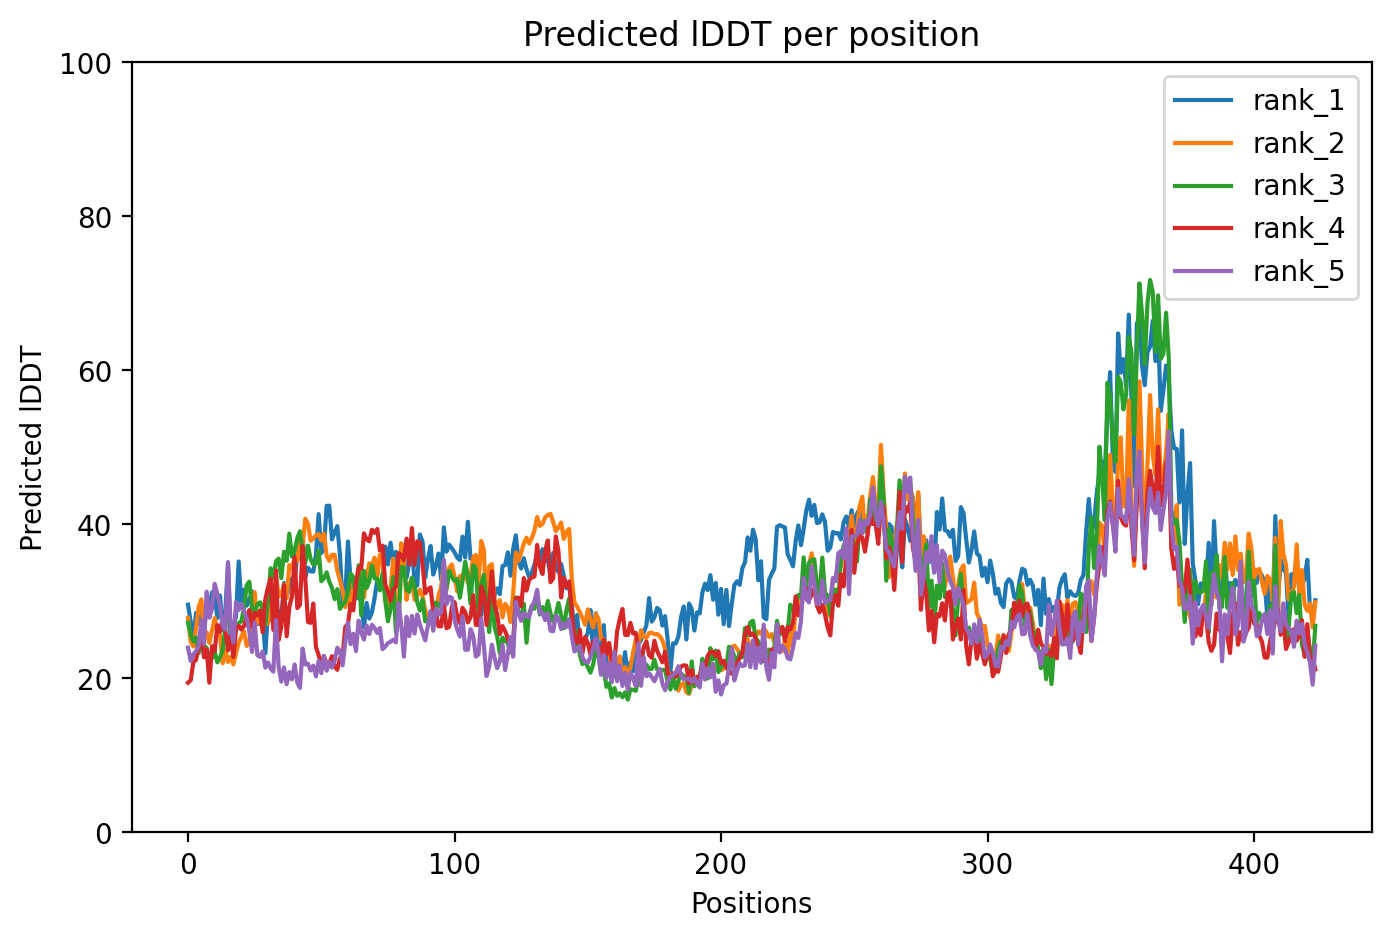 Predicted lDDT per position
100
80
60
40
20
0
Predicted lDDT
0 100 200 300 400
Positions
rank_1
rank_2
rank_3
rank_4
rank_5